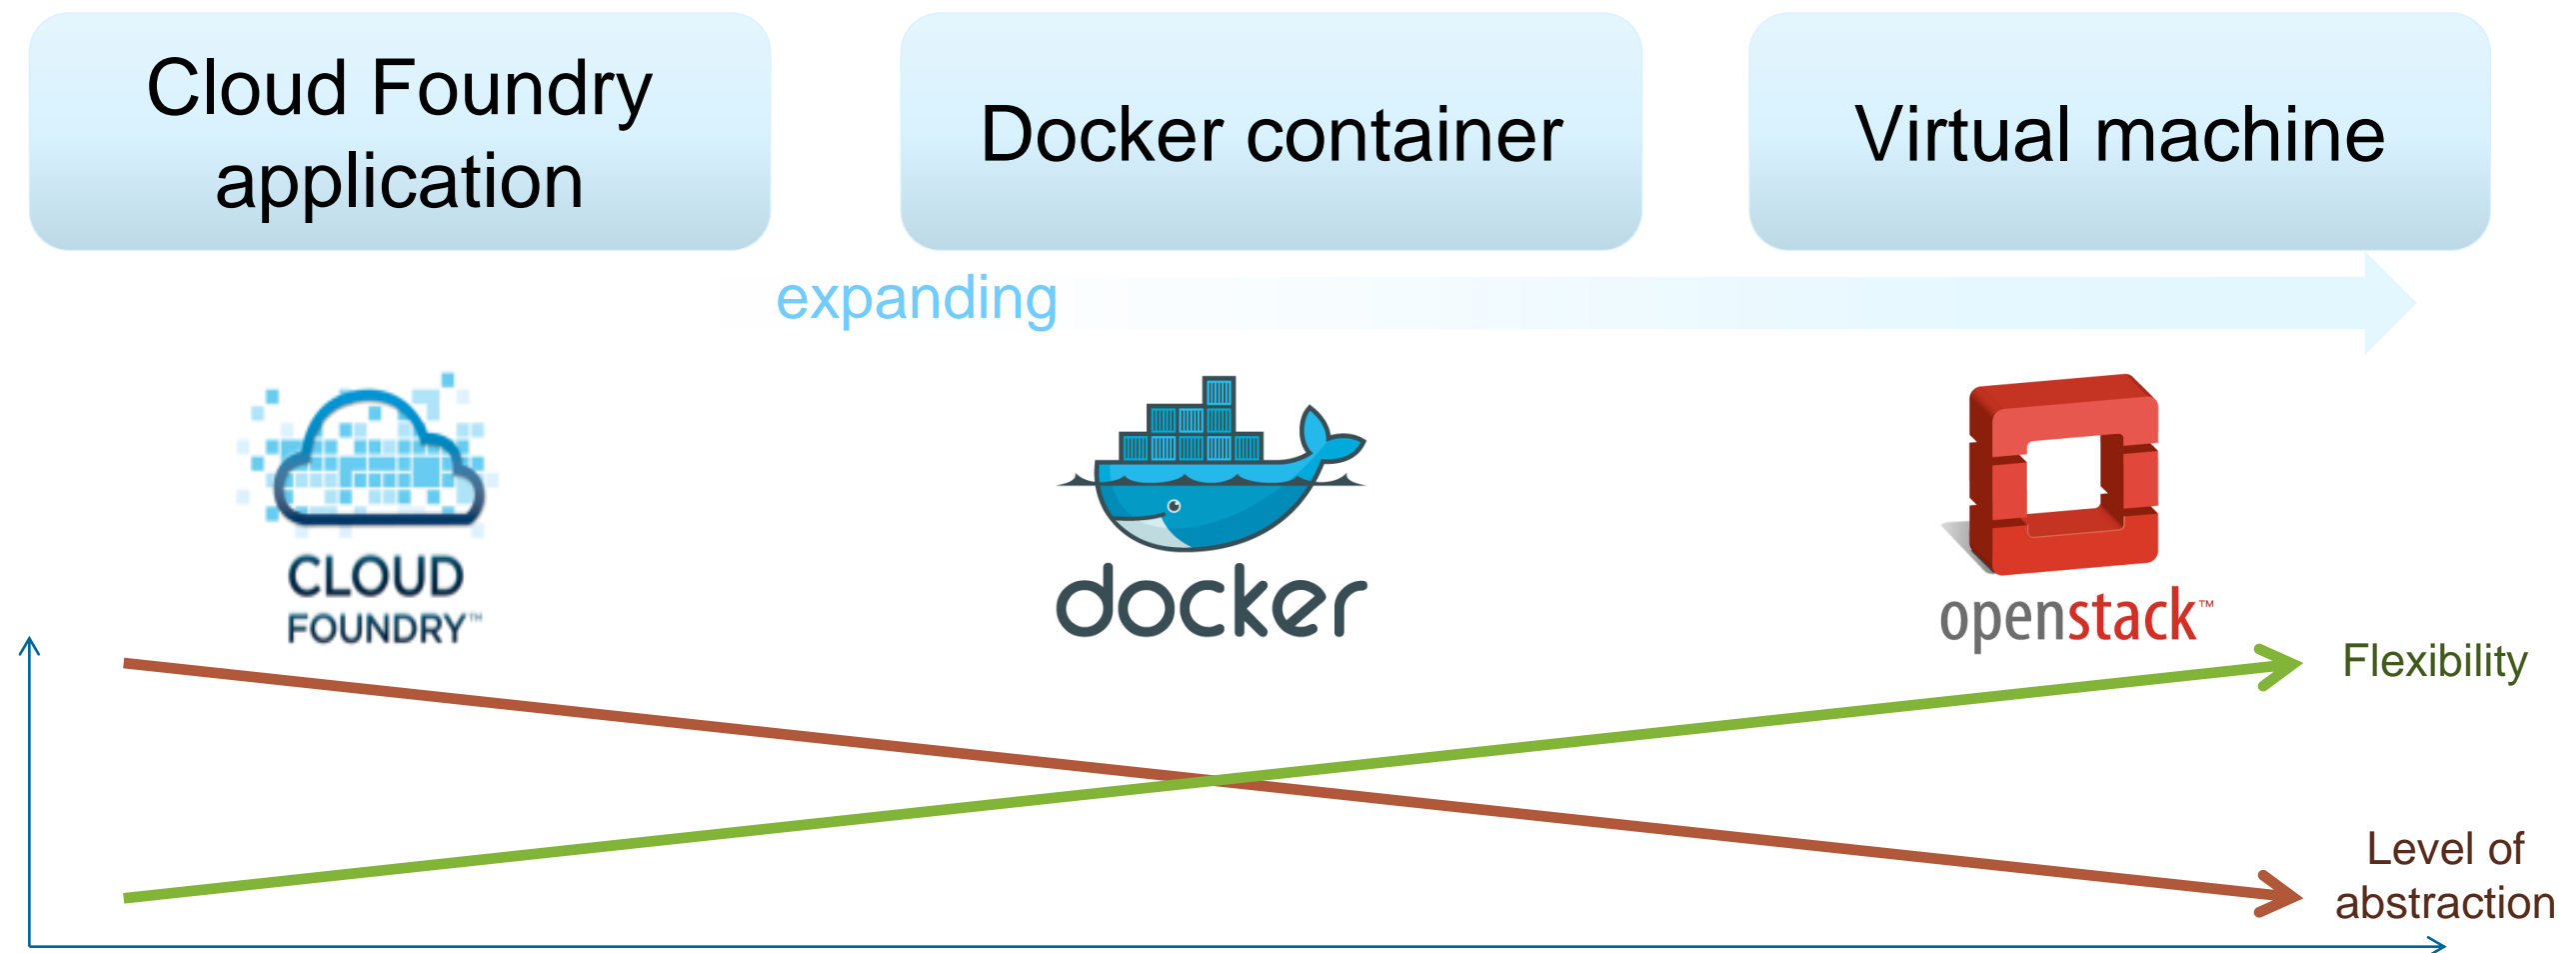 Cloud Foundry
application
Docker container
Virtual machine
expanding
CLOUD
FOUNDRY™
docker
openstack™
Flexibility
Level of
abstraction